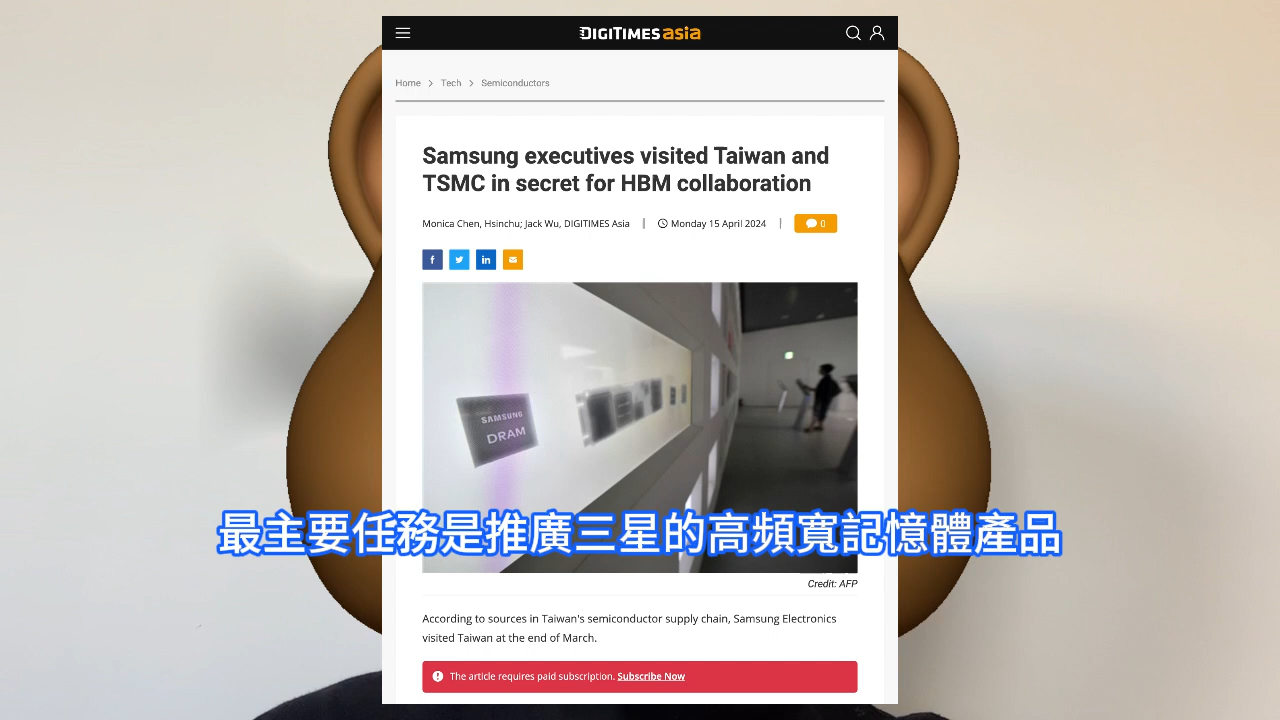 DIGITIMES asia
Home > Tech > Semiconductors
Samsung executives visited Taiwan and
TSMC in secret for HBM collaboration
Monica Chen, Hsinchu; Jack Wu, DIGITIMES Asia | Monday 15 April 2024 | 0
SAMSUNG
DRAM
最主要任務是推廣三星的高頻寬記憶體產品
Credit: AFP
According to sources in Taiwan's semiconductor supply chain, Samsung Electronics
visited Taiwan at the end of March.
The article requires paid subscription. Subscribe Now